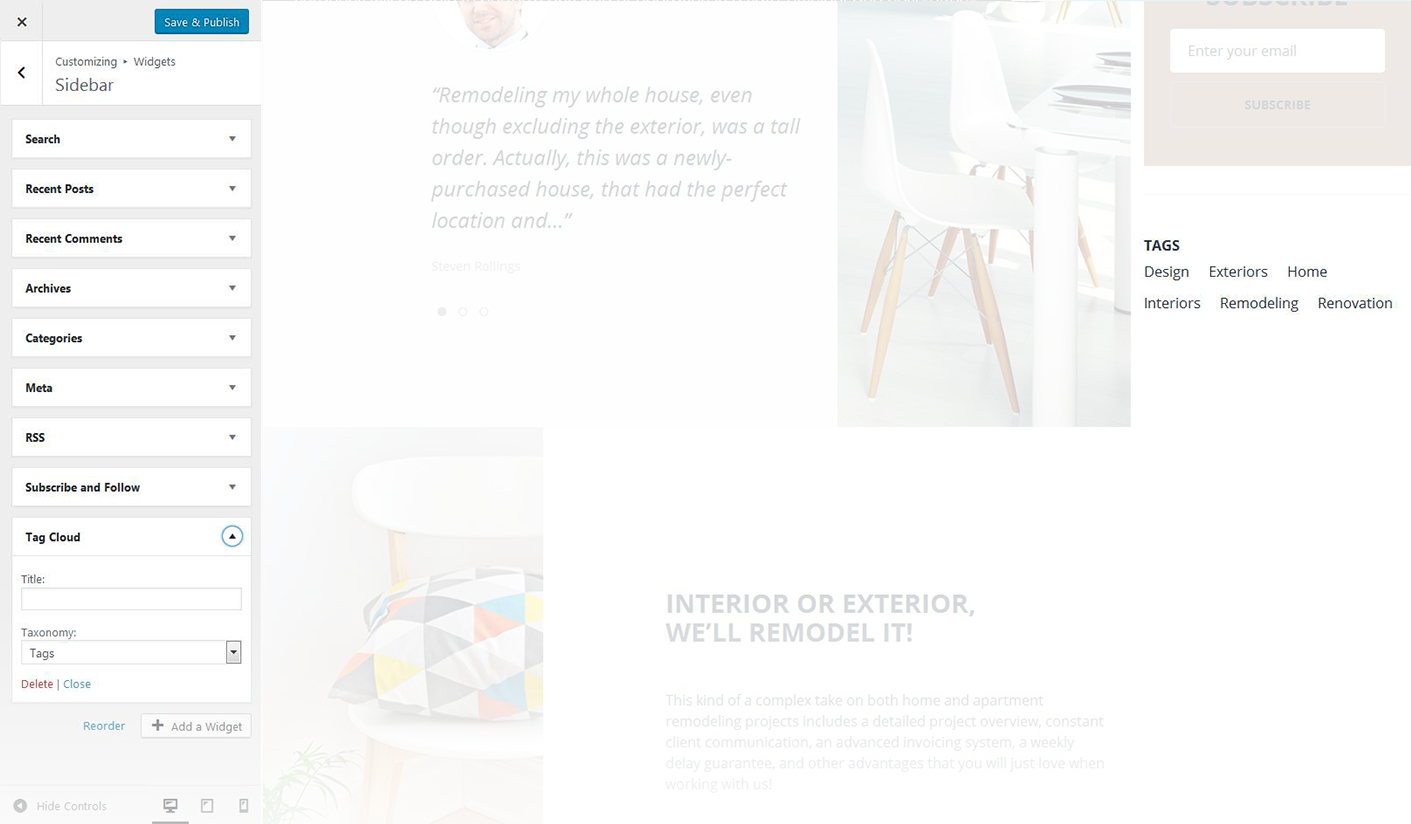 Save & Publish
Customizing ▸ Widgets
Sidebar
Search
Recent Posts
Recent Comments
Archives
Categories
Meta
RSS
Subscribe and Follow
Tag Cloud
Title:
Taxonomy:
Tags
Delete | Close
Reorder
Add a Widget
Hide Controls
“Remodeling my whole house, even
though excluding the exterior, was a tall
order. Actually, this was a newly-
purchased house, that had the perfect
location and...”
Steven Rollings
INTERIOR OR EXTERIOR,
WE’LL REMODEL IT!
This kind of a complex take on both home and apartment
remodeling projects includes a detailed project overview, constant
client communication, an advanced invoicing system, a weekly
delay guarantee, and other advantages that you will just love when
working with us!
SUBSCRIBE
Enter your email
SUBSCRIBE
TAGS
Design Exteriors Home
Interiors Remodeling Renovation